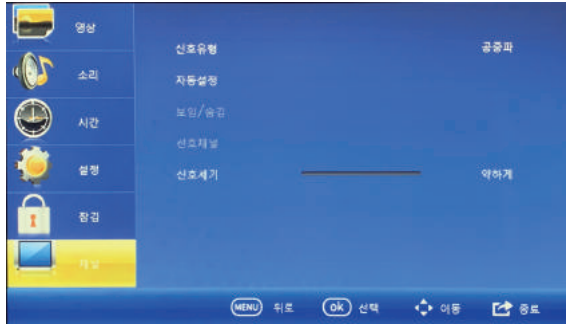 영상
소리
시간
설정
잠김
채널
신호유형 공중파
자동설정
보임/숨김
선호채널
신호세기 약하게
MENU 뒤로 ok 선택 이동 종료